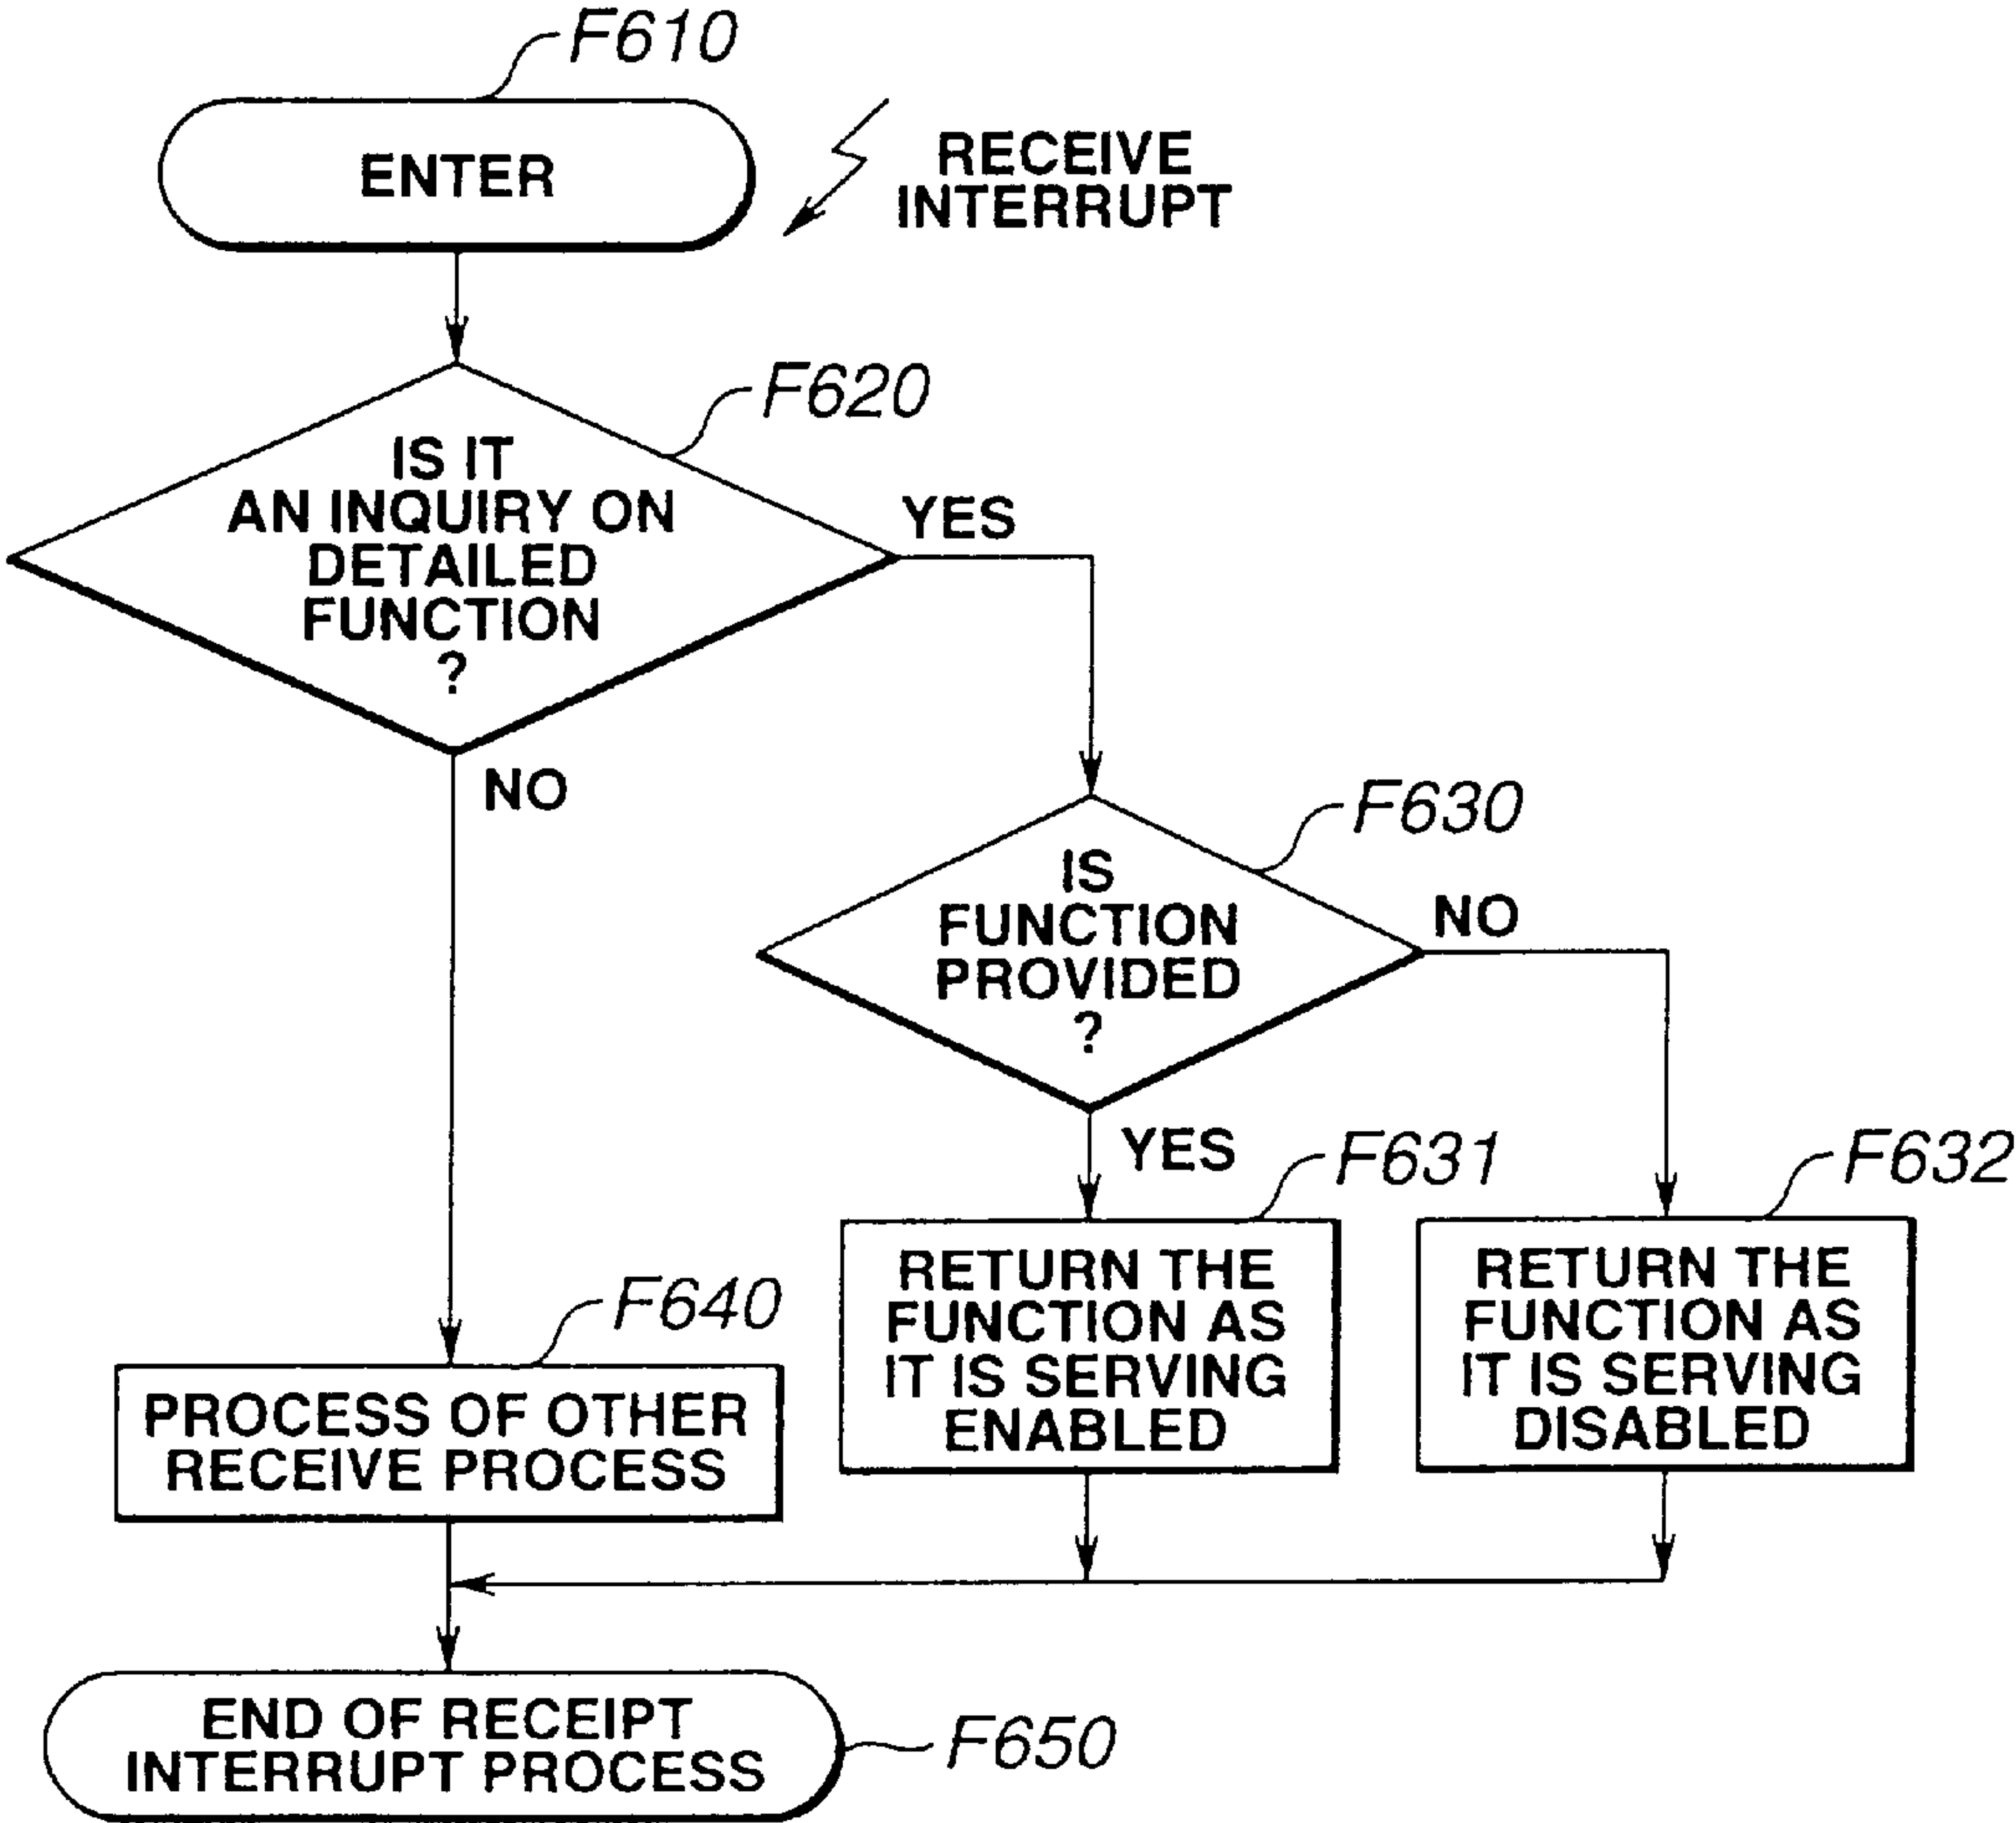 F610
ENTER
RECEIVE
INTERRUPT
F620
IS IT
AN INQUIRY ON
DETAILED
FUNCTION
?
YES
NO
F630
IS
FUNCTION
PROVIDED
?
NO
YES
F631
F632
RETURN THE
FUNCTION AS
IT IS SERVING
ENABLED
RETURN THE
FUNCTION AS
IT IS SERVING
DISABLED
F640
PROCESS OF OTHER
RECEIVE PROCESS
END OF RECEIPT
INTERRUPT PROCESS
F650